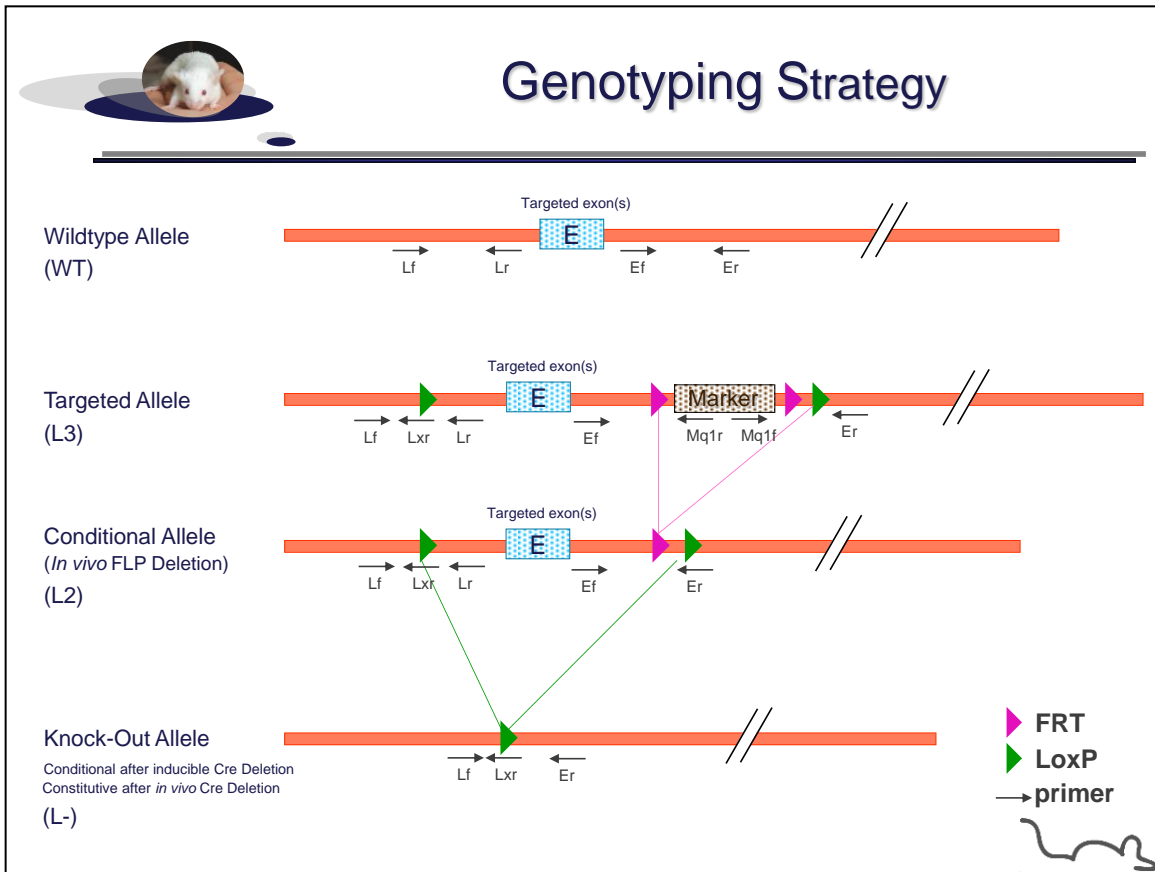 Genotyping Strategy
Targeted exon(s)
Wildtype Allele
(WT)
E
Lf
Lr
Ef
Er
Targeted exon(s)
Targeted Allele
(L3)
E
Marker
Lf
Lxr
Lr
Ef
Mq1r
Mq1f
Er
Targeted exon(s)
Conditional Allele
(In vivo FLP Deletion)
(L2)
E
Lf
Lxr
Lr
Ef
Er
Knock-Out Allele
Conditional after inducible Cre Deletion
Constitutive after in vivo Cre Deletion
(L-)
Lf
Lxr
Er
FRT
LoxP
primer